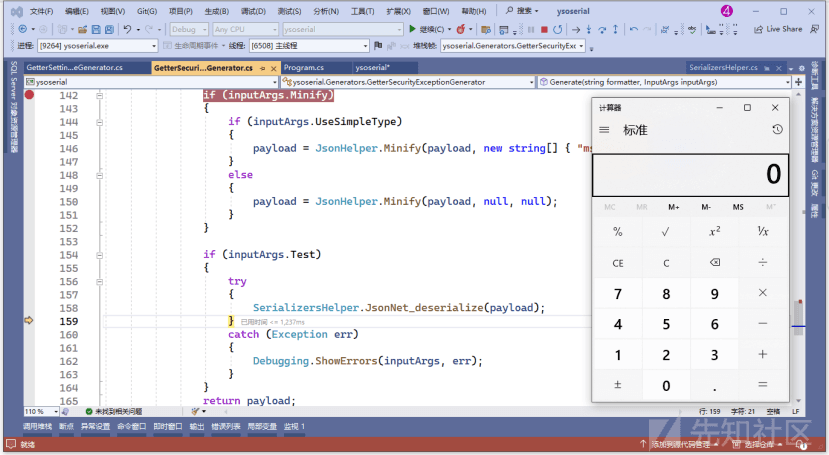 文件(F) 编辑(E) 视图(V) Git(G) 项目(P) 生成(B) 调试(D) 测试(S) 分析(N) 工具(T) 扩展(X) 窗口(W) 帮助(H) 搜索 ysoserial 4
Debug Any CPU ysoserial 继续(C) Live Share
进程: [9264] ysoserial.exe 生命周期事件 线程: [6508] 主线程 堆栈帧: ysoserial.Generators.GetterSecurityExc
GetterSettin...eGenerator.cs GetterSecuri...Generator.cs Program.cs ysoserial* SerializersHelper.cs
ysoserial ysoserial.Generators.GetterSecurityExceptionGenerator Generate(string formatter, InputArgs inputArgs)
142 if (inputArgs.Minify)
143 {
144 if (inputArgs.UseSimpleType)
145 {
146 payload = JsonHelper.Minify(payload, new string[] { "ms
147 }
148 else
149 {
150 payload = JsonHelper.Minify(payload, null, null);
151 }
152 }
153
154 if (inputArgs.Test)
155 {
156 try
157 {
158 SerializersHelper.JsonNet_deserialize(payload);
159 } 已用时间 <= 1,237ms
160 catch (Exception err)
161 {
162 Debugging.ShowErrors(inputArgs, err);
163 }
164 }
165 return payload;
计算器
标准
0
MC MR M+ M- MS M˅
% √ x² ¹/x
CE C ⌫ ÷
7 8 9 ×
4 5 6 −
1 2 3 +
± 0 . =
110 % 未找到相关问题 行: 159 字符: 21 空格 LF
调用堆栈 断点 异常设置 命令窗口 即时窗口 输出 错误列表 局部变量 监视 1
就绪 添加到源代码管理 选择仓库 1
先知社区
SQL Server 对象资源管理器
诊断工具
解决方案资源管理器
Git 更改
属性